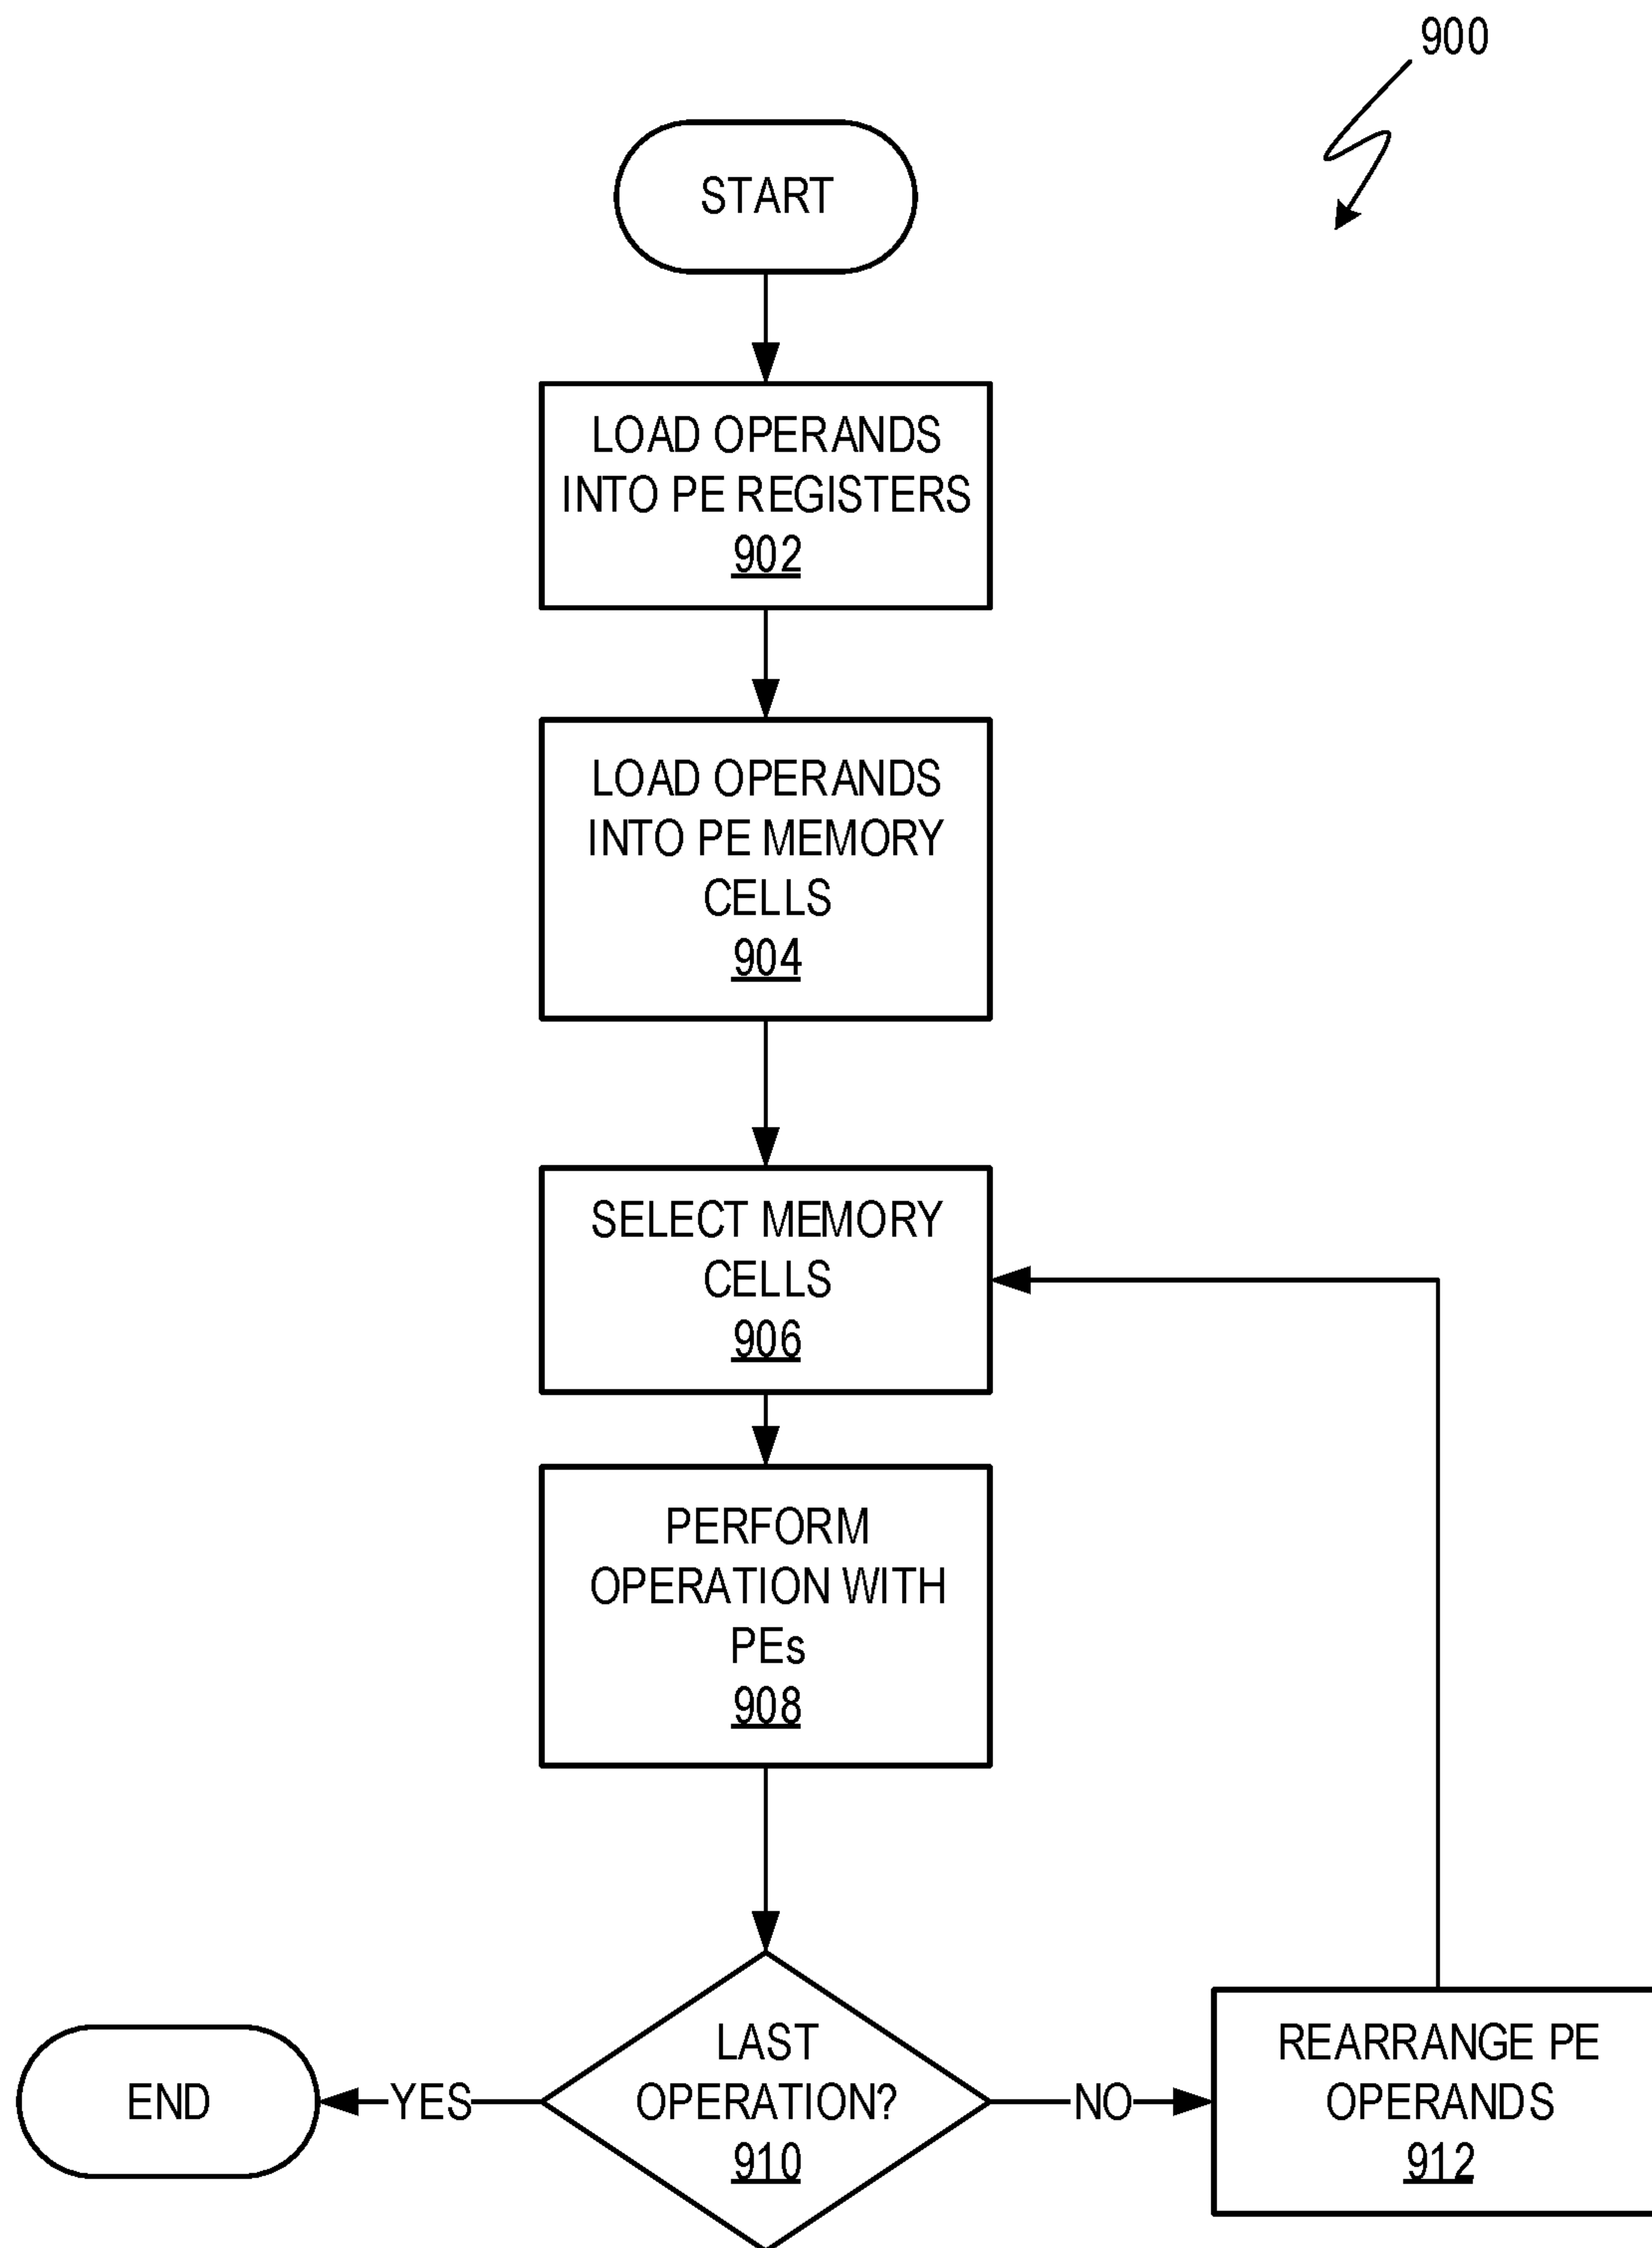 900
START
LOAD OPERANDS
INTO PE REGISTERS
902
LOAD OPERANDS
INTO PE MEMORY
CELLS
904
SELECT MEMORY
CELLS
906
PERFORM
OPERATION WITH
PEs
908
LAST
OPERATION?
910
YES
END
NO
REARRANGE PE
OPERANDS
912